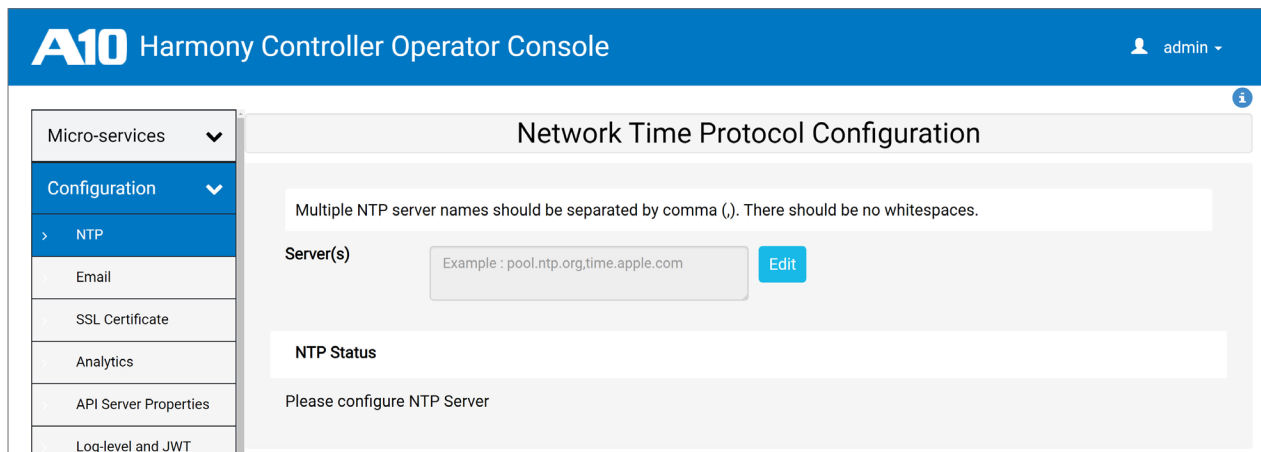 A10 Harmony Controller Operator Console
admin
Micro-services
Network Time Protocol Configuration
Configuration
Multiple NTP server names should be separated by comma (,). There should be no whitespaces.
NTP
Server(s)
Example : pool.ntp.org,time.apple.com
Edit
Email
SSL Certificate
NTP Status
Analytics
API Server Properties
Please configure NTP Server
Log-level and JWT